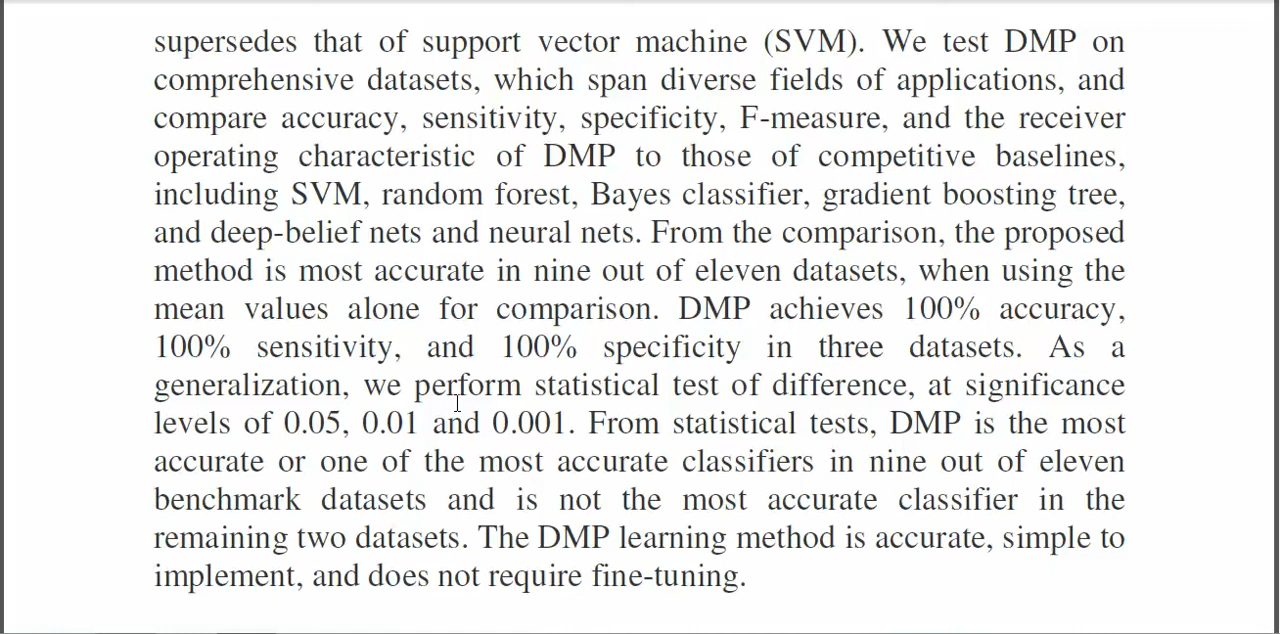 supersedes that of support vector machine (SVM). We test DMP on
comprehensive datasets, which span diverse fields of applications, and
compare accuracy, sensitivity, specificity, F-measure, and the receiver
operating characteristic of DMP to those of competitive baselines,
including SVM, random forest, Bayes classifier, gradient boosting tree,
and deep-belief nets and neural nets. From the comparison, the proposed
method is most accurate in nine out of eleven datasets, when using the
mean values alone for comparison. DMP achieves 100% accuracy,
100% sensitivity, and 100% specificity in three datasets. As a
generalization, we perform statistical test of difference, at significance
levels of 0.05, 0.01 and 0.001. From statistical tests, DMP is the most
accurate or one of the most accurate classifiers in nine out of eleven
benchmark datasets and is not the most accurate classifier in the
remaining two datasets. The DMP learning method is accurate, simple to
implement, and does not require fine-tuning.